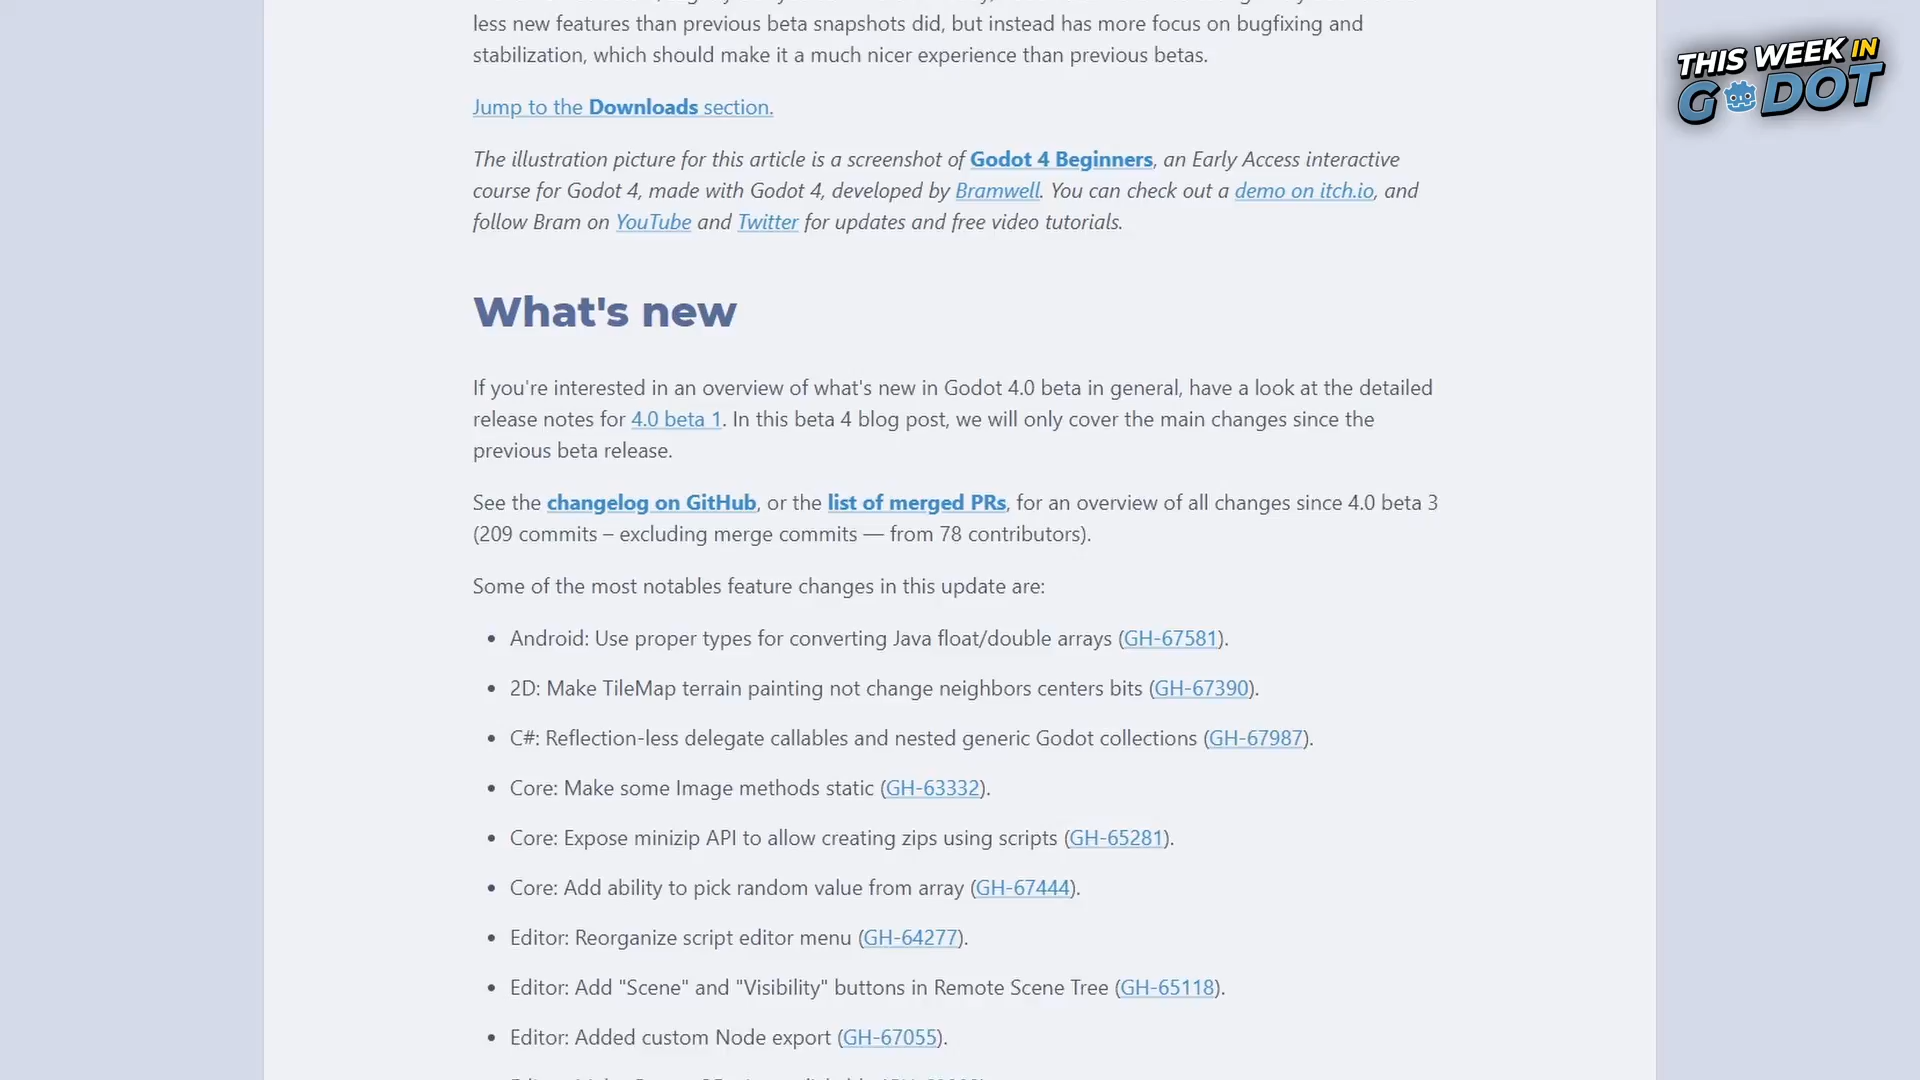 less new features than previous beta snapshots did, but instead has more focus on bugfixing and
stabilization, which should make it a much nicer experience than previous betas.
Jump to the Downloads section.
The illustration picture for this article is a screenshot of Godot 4 Beginners, an Early Access interactive
course for Godot 4, made with Godot 4, developed by Bramwell. You can check out a demo on itch.io, and
follow Bram on YouTube and Twitter for updates and free video tutorials.
What's new
If you're interested in an overview of what's new in Godot 4.0 beta in general, have a look at the detailed
release notes for 4.0 beta 1. In this beta 4 blog post, we will only cover the main changes since the
previous beta release.
See the changelog on GitHub, or the list of merged PRs, for an overview of all changes since 4.0 beta 3
(209 commits – excluding merge commits — from 78 contributors).
Some of the most notables feature changes in this update are:
• Android: Use proper types for converting Java float/double arrays (GH-67581).
• 2D: Make TileMap terrain painting not change neighbors centers bits (GH-67390).
• C#: Reflection-less delegate callables and nested generic Godot collections (GH-67987).
• Core: Make some Image methods static (GH-63332).
• Core: Expose minizip API to allow creating zips using scripts (GH-65281).
• Core: Add ability to pick random value from array (GH-67444).
• Editor: Reorganize script editor menu (GH-64277).
• Editor: Add "Scene" and "Visibility" buttons in Remote Scene Tree (GH-65118).
• Editor: Added custom Node export (GH-67055).
THIS WEEK IN
GODOT